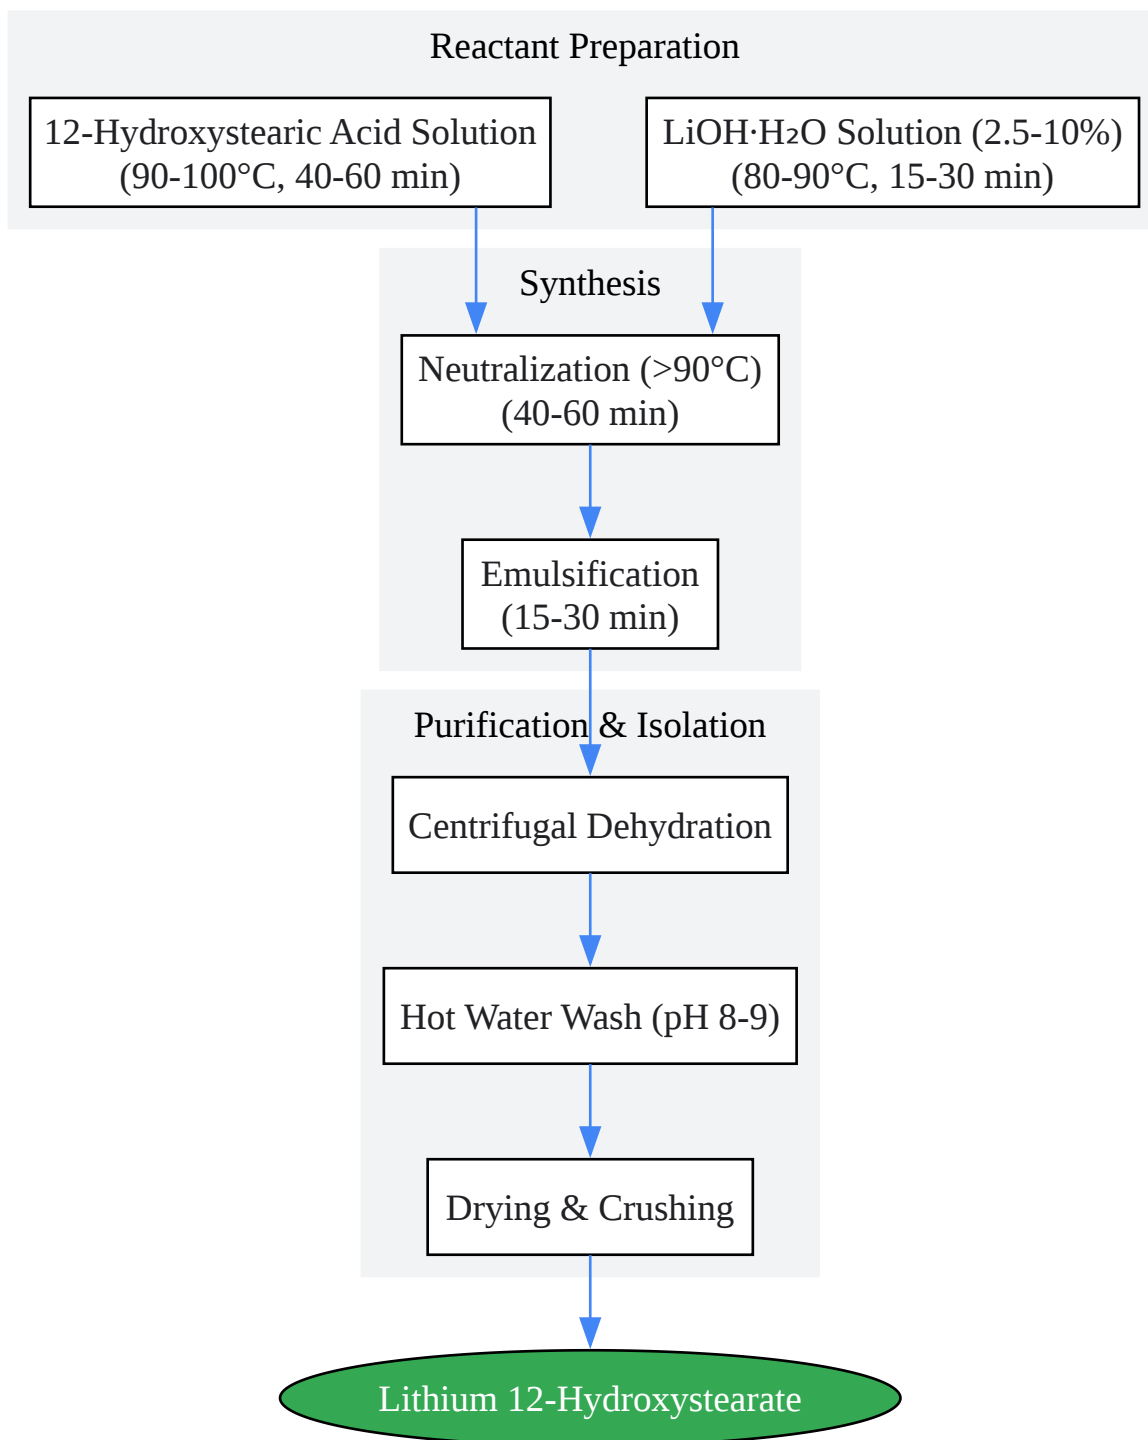 Reactant Preparation
12-Hydroxystearic Acid Solution
(90-100°C, 40-60 min)
LiOH·H₂O Solution (2.5-10%)
(80-90°C, 15-30 min)
Synthesis
Neutralization (>90°C)
(40-60 min)
Emulsification
(15-30 min)
Purification & Isolation
Centrifugal Dehydration
Hot Water Wash (pH 8-9)
Drying & Crushing
Lithium 12-Hydroxystearate